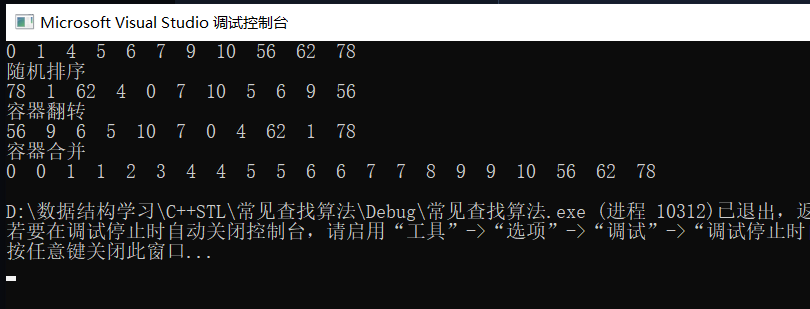 Microsoft Visual Studio 调试控制台
0 1 4 5 6 7 9 10 56 62 78
随机排序
78 1 62 4 0 7 10 5 6 9 56
容器翻转
56 9 6 5 10 7 0 4 62 1 78
容器合并
0 0 1 1 2 3 4 4 5 5 6 6 7 7 8 9 9 10 56 62 78
D:\数据结构学习\C++STL\常见查找算法\Debug\常见查找算法.exe (进程 10312)已退出，返
若要在调试停止时自动关闭控制台，请启用“工具”->“选项”->“调试”->“调试停止时
按任意键关闭此窗口...